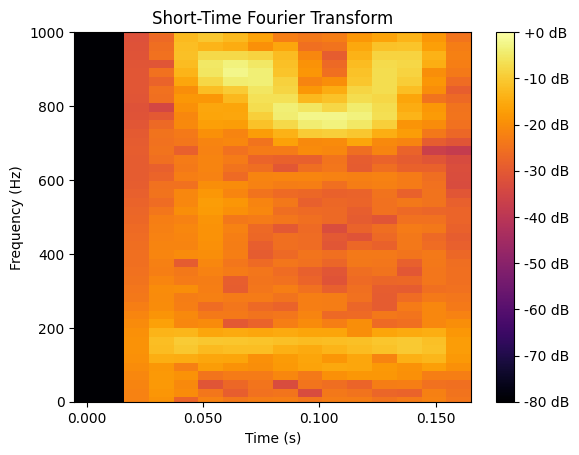 Short-Time Fourier Transform
1000
800
600
400
200
0
Frequency (Hz)
0.000
0.050
0.100
0.150
Time (s)
+0 dB
-10 dB
-20 dB
-30 dB
-40 dB
-50 dB
-60 dB
-70 dB
-80 dB